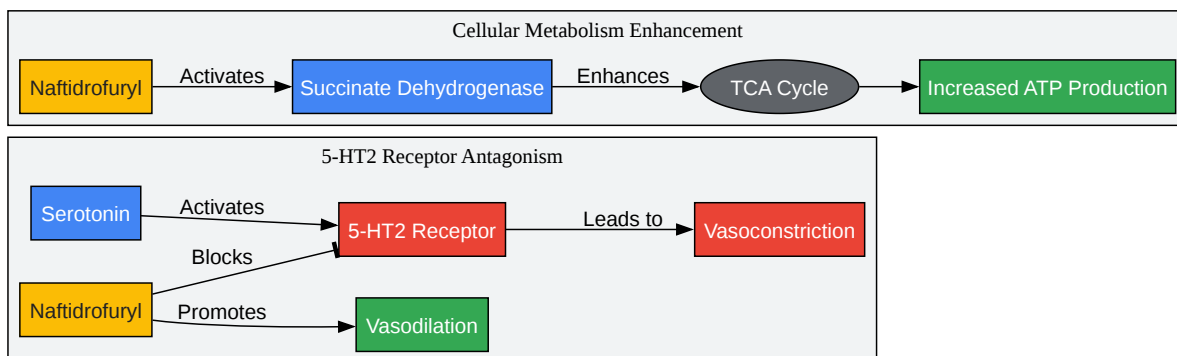 Cellular Metabolism Enhancement
Naftidrofuryl
Activates
Succinate Dehydrogenase
Enhances
TCA Cycle
Increased ATP Production
5-HT2 Receptor Antagonism
Serotonin
Activates
5-HT2 Receptor
Leads to
Vasoconstriction
Blocks
Naftidrofuryl
Promotes
Vasodilation